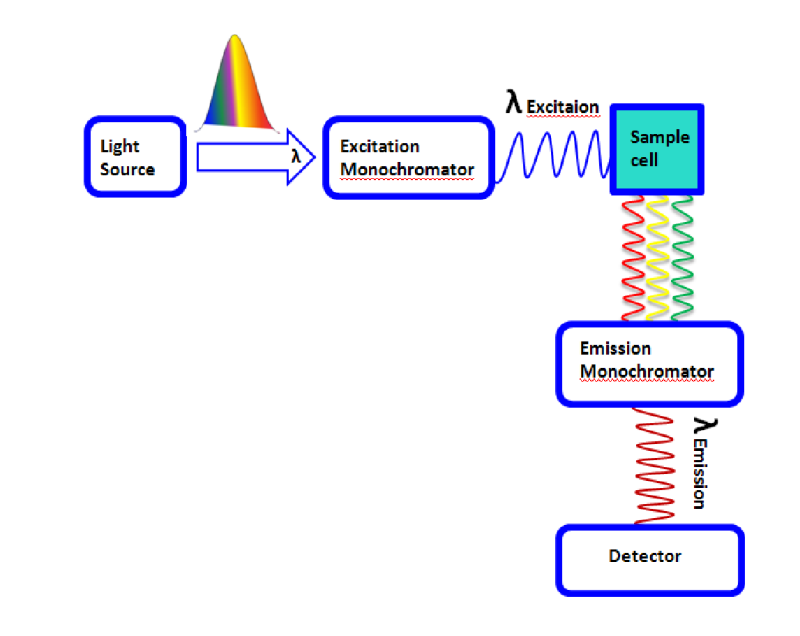 Light
Source
λ
Excitation
Monochromator
λ Excitaion
Sample
cell
Emission
Monochromator
λ Emission
Detector